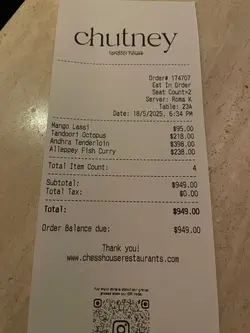 chutney
Order# 174707
Eat In Order
Seat Count>2
Server: Roma K
Table: 23A
Date: 18/5/2025, 6:34 PM
Mango Lassi $95.00
Tandoori Octopus $218.00
Andhra Tenderloin $398.00
Allappey Fish Curry $238.00
Total Item Count: 4
Subtotal: $949.00
Total Tax: $0.00
Total: $949.00
Order Balance due: $949.00
Thank you!
www.chesshouserestaurants.com